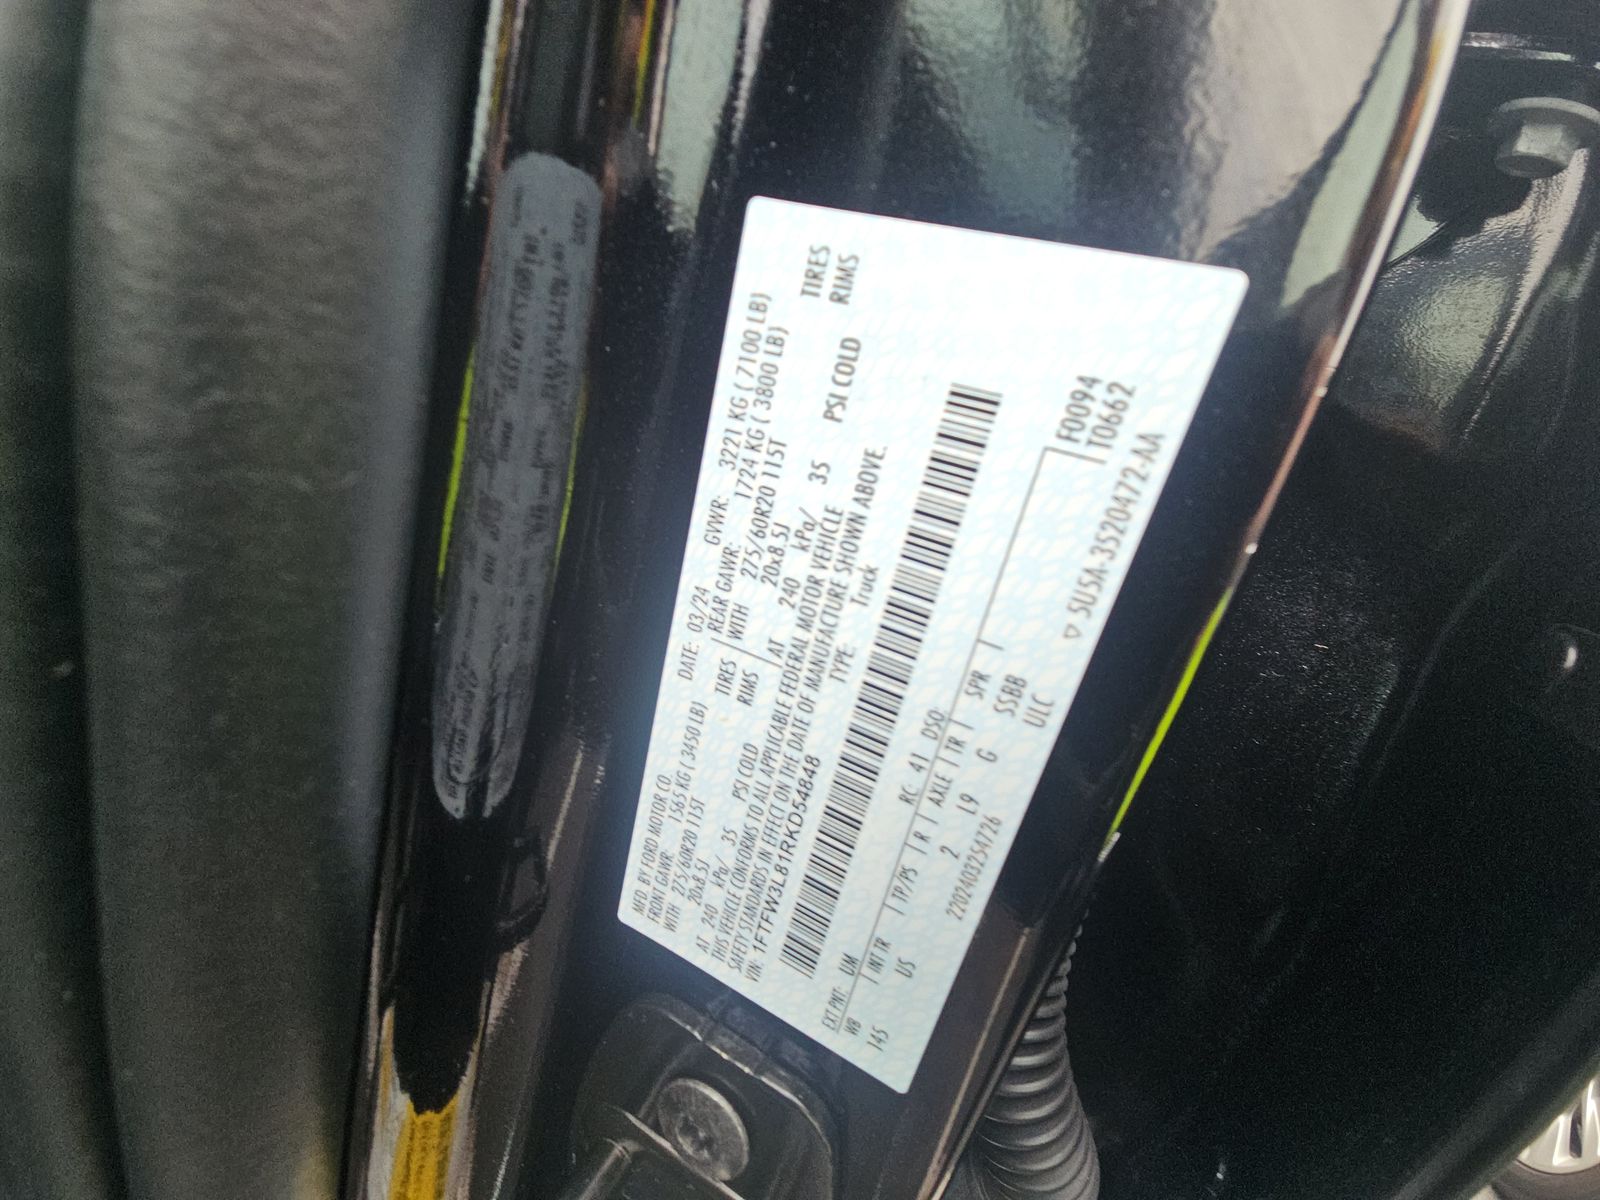 MFD. BY FORD MOTOR CO.
DATE: 03/24 GVWR: 3221 KG ( 7100 LB)
FRONT GAWR: 1565 KG ( 3450 LB) REAR GAWR: 1724 KG ( 3800 LB)
WITH 275/60R20 115T TIRES WITH 275/60R20 115T TIRES
20x8.5J RIMS 20x8.5J RIMS
AT 240 kPa/ 35 PSI COLD AT 240 kPa/ 35 PSI COLD
THIS VEHICLE CONFORMS TO ALL APPLICABLE FEDERAL MOTOR VEHICLE
SAFETY STANDARDS IN EFFECT ON THE DATE OF MANUFACTURE SHOWN ABOVE.
VIN: 1FTFW3L81RKD54848 TYPE: Truck
EXT PNT: UM RC: 41 DSO: F0094
WB INT TR TP/PS R AXLE TR SPR T0662
145 US 2 L9 G SSBB
2202403254726 ULC
▽ SU5A-3520472-AA